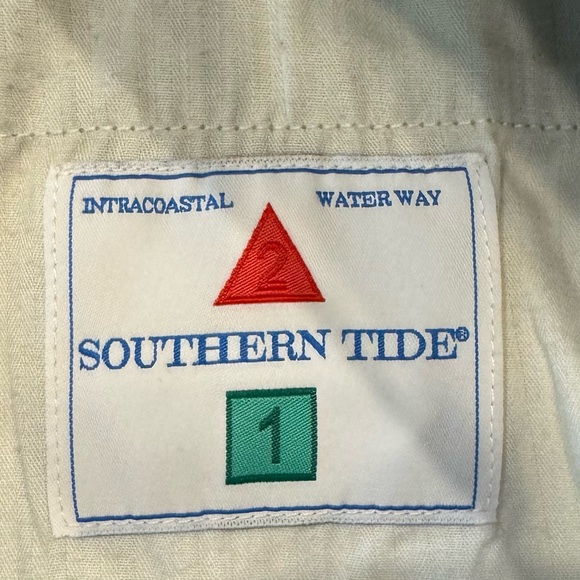 INTRACOASTAL WATER WAY
2
SOUTHERN TIDE®
1